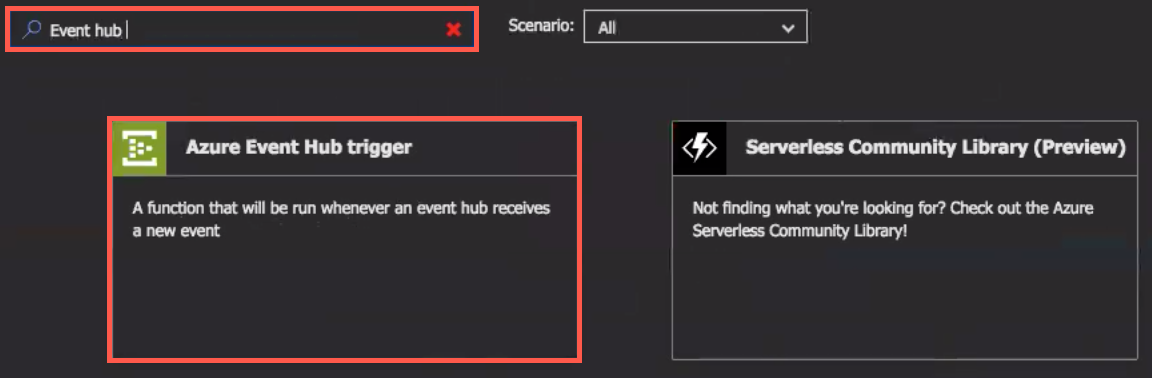 Event hub
Scenario:
All
Azure Event Hub trigger
A function that will be run whenever an event hub receives
a new event
Serverless Community Library (Preview)
Not finding what you're looking for? Check out the Azure
Serverless Community Library!